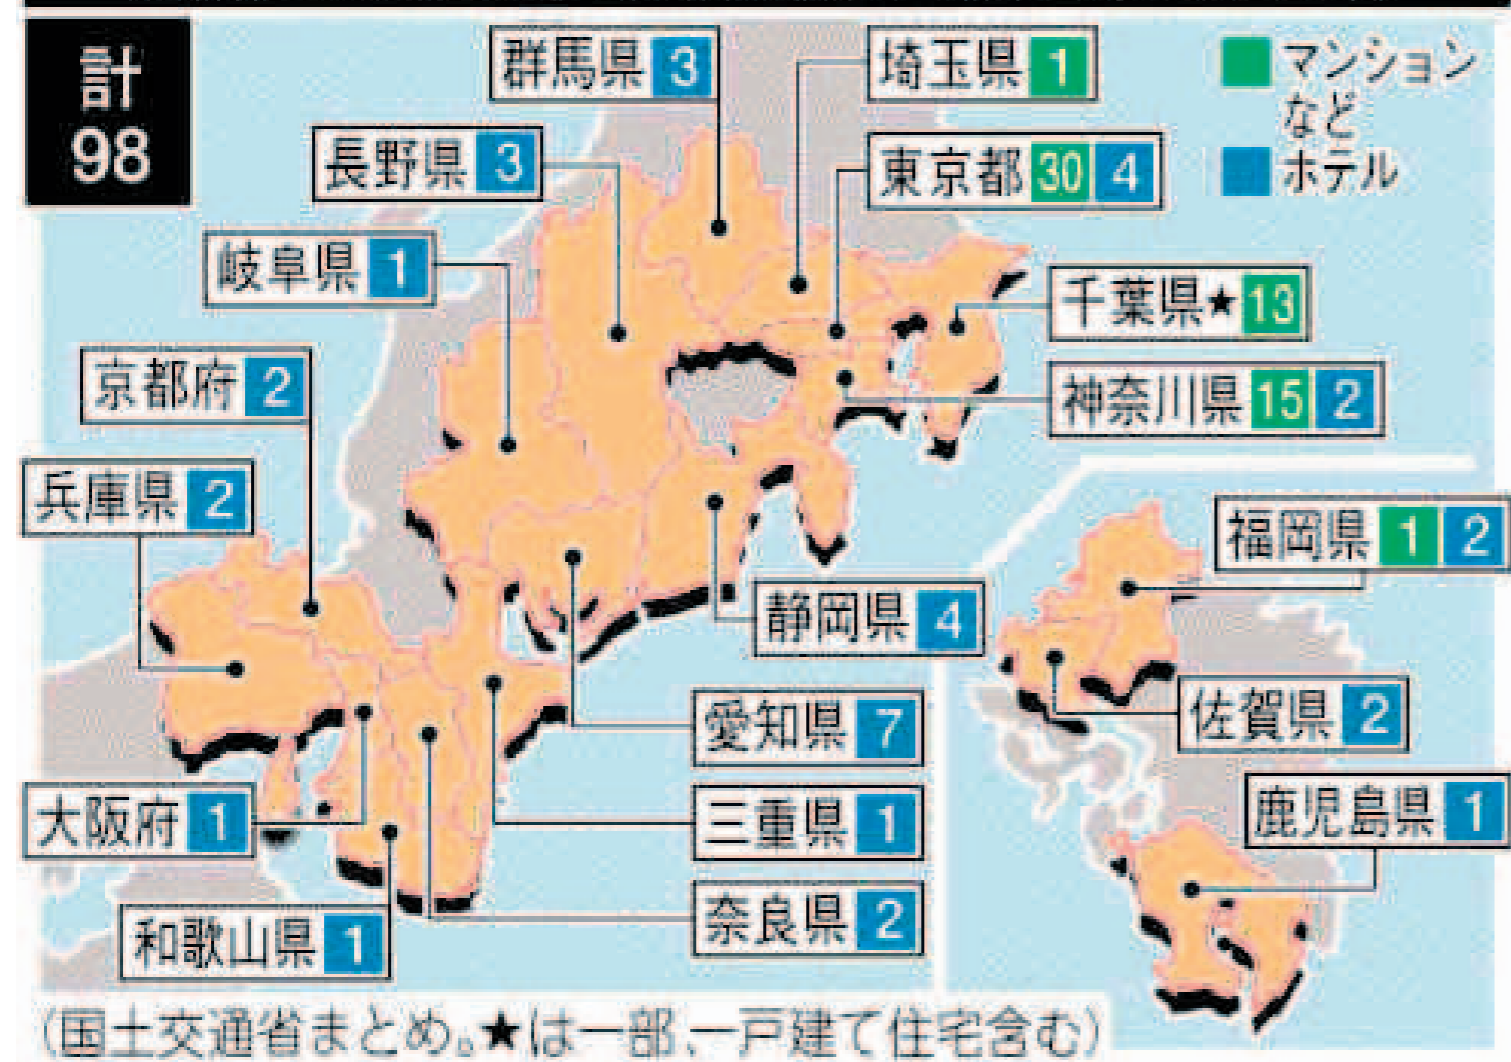 計
98
群馬県 3
埼玉県 1
マンション
など
ホテル
長野県 3
東京都 30 4
岐阜県 1
千葉県★ 13
京都府 2
神奈川県 15 2
兵庫県 2
福岡県 1 2
静岡県 4
愛知県 7
佐賀県 2
大阪府 1
三重県 1
鹿児島県 1
奈良県 2
和歌山県 1
(国土交通省まとめ。★は一部、一戸建て住宅含む)